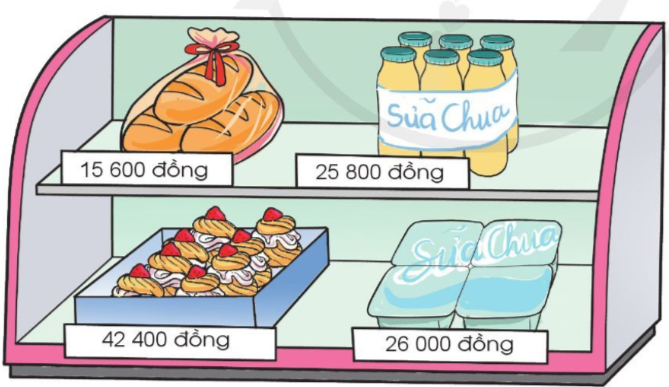 Sữa Chua
15 600 đồng
25 800 đồng
Sữa Chua
42 400 đồng
26 000 đồng